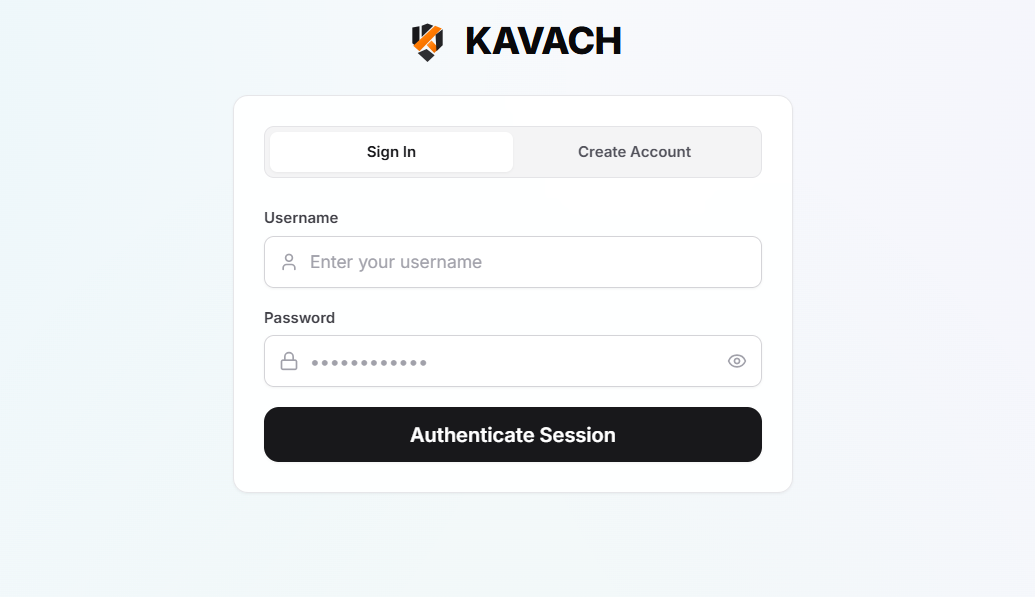 KAVACH
Sign In
Create Account
Username
Enter your username
Password
••••••••••••
Authenticate Session